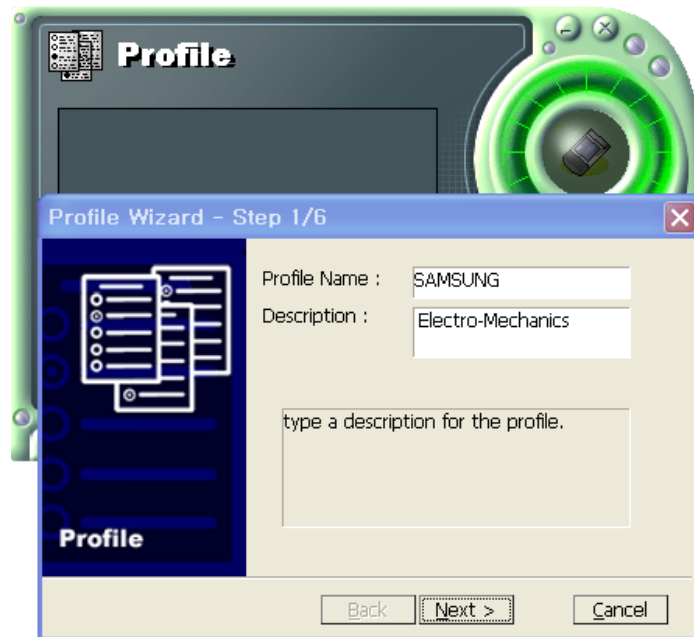 Profile
Profile Wizard - Step 1/6
Profile Name : SAMSUNG
Description : Electro-Mechanics
type a description for the profile.
Profile
Back Next > Cancel